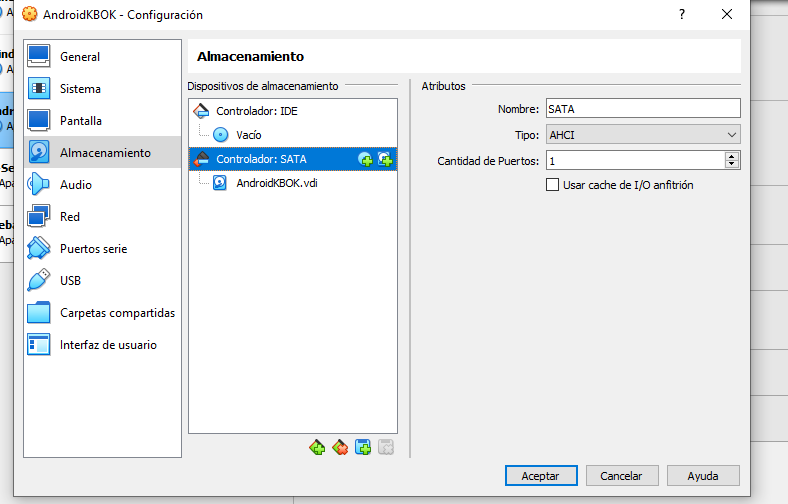 AndroidKBOK - Configuración
?
General
Sistema
Pantalla
Almacenamiento
Audio
Red
Puertos serie
USB
Carpetas compartidas
Interfaz de usuario
Almacenamiento
Dispositivos de almacenamiento
Controlador: IDE
Vacío
Controlador: SATA
AndroidKBOK.vdi
Atributos
Nombre: SATA
Tipo: AHCI
Cantidad de Puertos: 1
Usar cache de I/O anfitrión
Aceptar
Cancelar
Ayuda